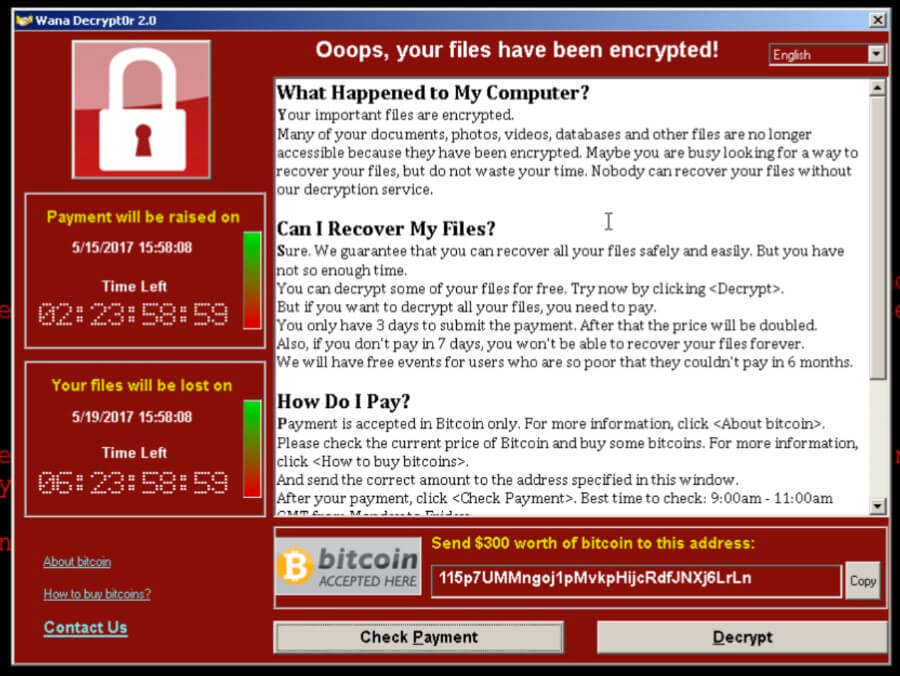 Wana Decrypt0r 2.0
Ooops, your files have been encrypted!
English
What Happened to My Computer?
Your important files are encrypted.
Many of your documents, photos, videos, databases and other files are no longer
accessible because they have been encrypted. Maybe you are busy looking for a way to
recover your files, but do not waste your time. Nobody can recover your files without
our decryption service.
Can I Recover My Files?
Sure. We guarantee that you can recover all your files safely and easily. But you have
not so enough time.
You can decrypt some of your files for free. Try now by clicking <Decrypt>.
But if you want to decrypt all your files, you need to pay.
You only have 3 days to submit the payment. After that the price will be doubled.
Also, if you don't pay in 7 days, you won't be able to recover your files forever.
We will have free events for users who are so poor that they couldn't pay in 6 months.
How Do I Pay?
Payment is accepted in Bitcoin only. For more information, click <About bitcoin>.
Please check the current price of Bitcoin and buy some bitcoins. For more information,
click <How to buy bitcoins>.
And send the correct amount to the address specified in this window.
After your payment, click <Check Payment>. Best time to check: 9:00am - 11:00am
Payment will be raised on
5/15/2017 15:58:08
Time Left
02:23:58:59
Your files will be lost on
5/19/2017 15:58:08
Time Left
06:23:58:59
About bitcoin
How to buy bitcoins?
Contact Us
bitcoin
ACCEPTED HERE
Send $300 worth of bitcoin to this address:
115p7UMMngoj1pMvkpHijcRdfJNXj6LrLn
Copy
Check Payment
Decrypt